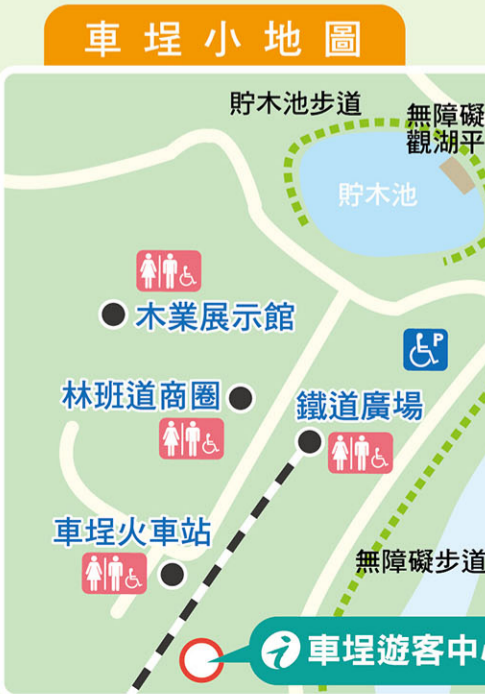 車埕小地圖
貯木池步道
無障礙
觀湖平
貯木池
木業展示館
P
林班道商圈
鐵道廣場
車埕火車站
無障礙步道
i 車埕遊客中